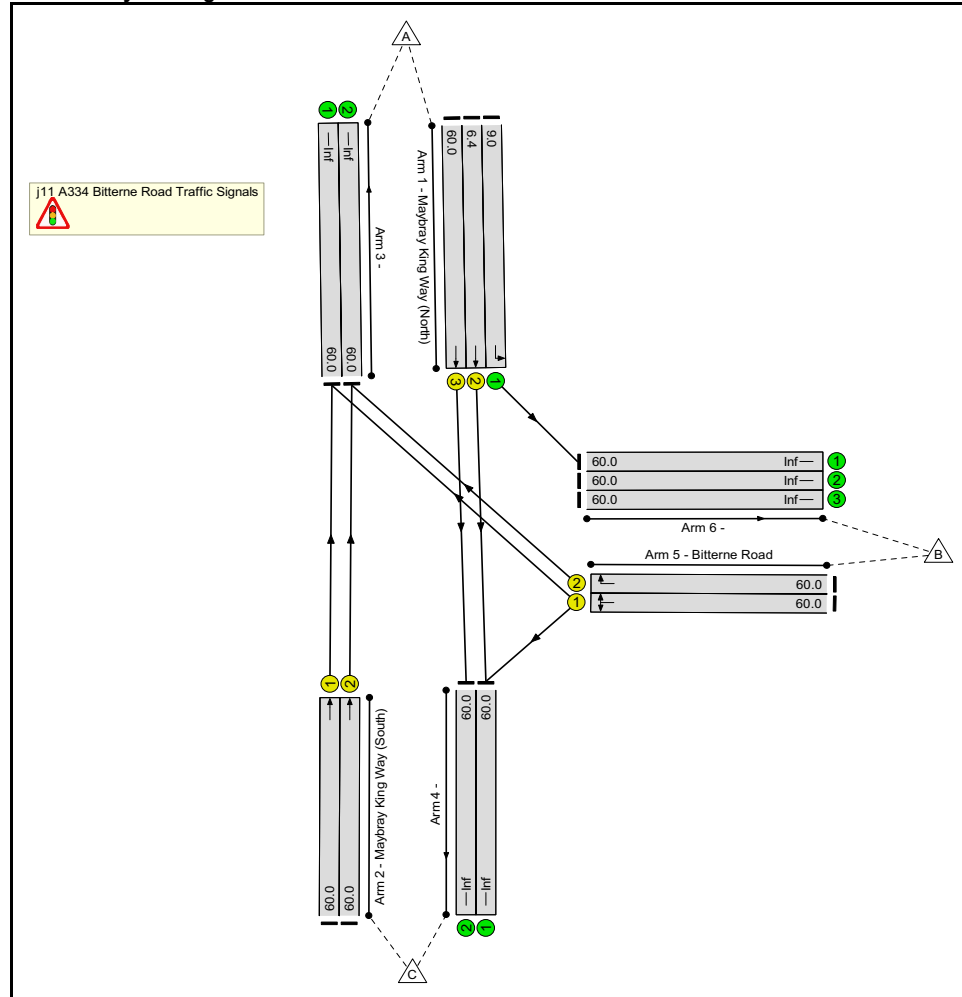 A
1
2
j11 A334 Bitterne Road Traffic Signals
Inf
Inf
60.0
60.0
Arm 3 -
Arm 1 - Maybray King Way (North)
60.0
6.4
9.0
3
2
1
60.0 Inf 1
60.0 Inf 2
60.0 Inf 3
Arm 6 -
B
Arm 5 - Bitterne Road
2 60.0
1 60.0
1
2
60.0
60.0
Arm 2 - Maybray King Way (South)
Arm 4 -
60.0
60.0
Inf
Inf
2
1
C